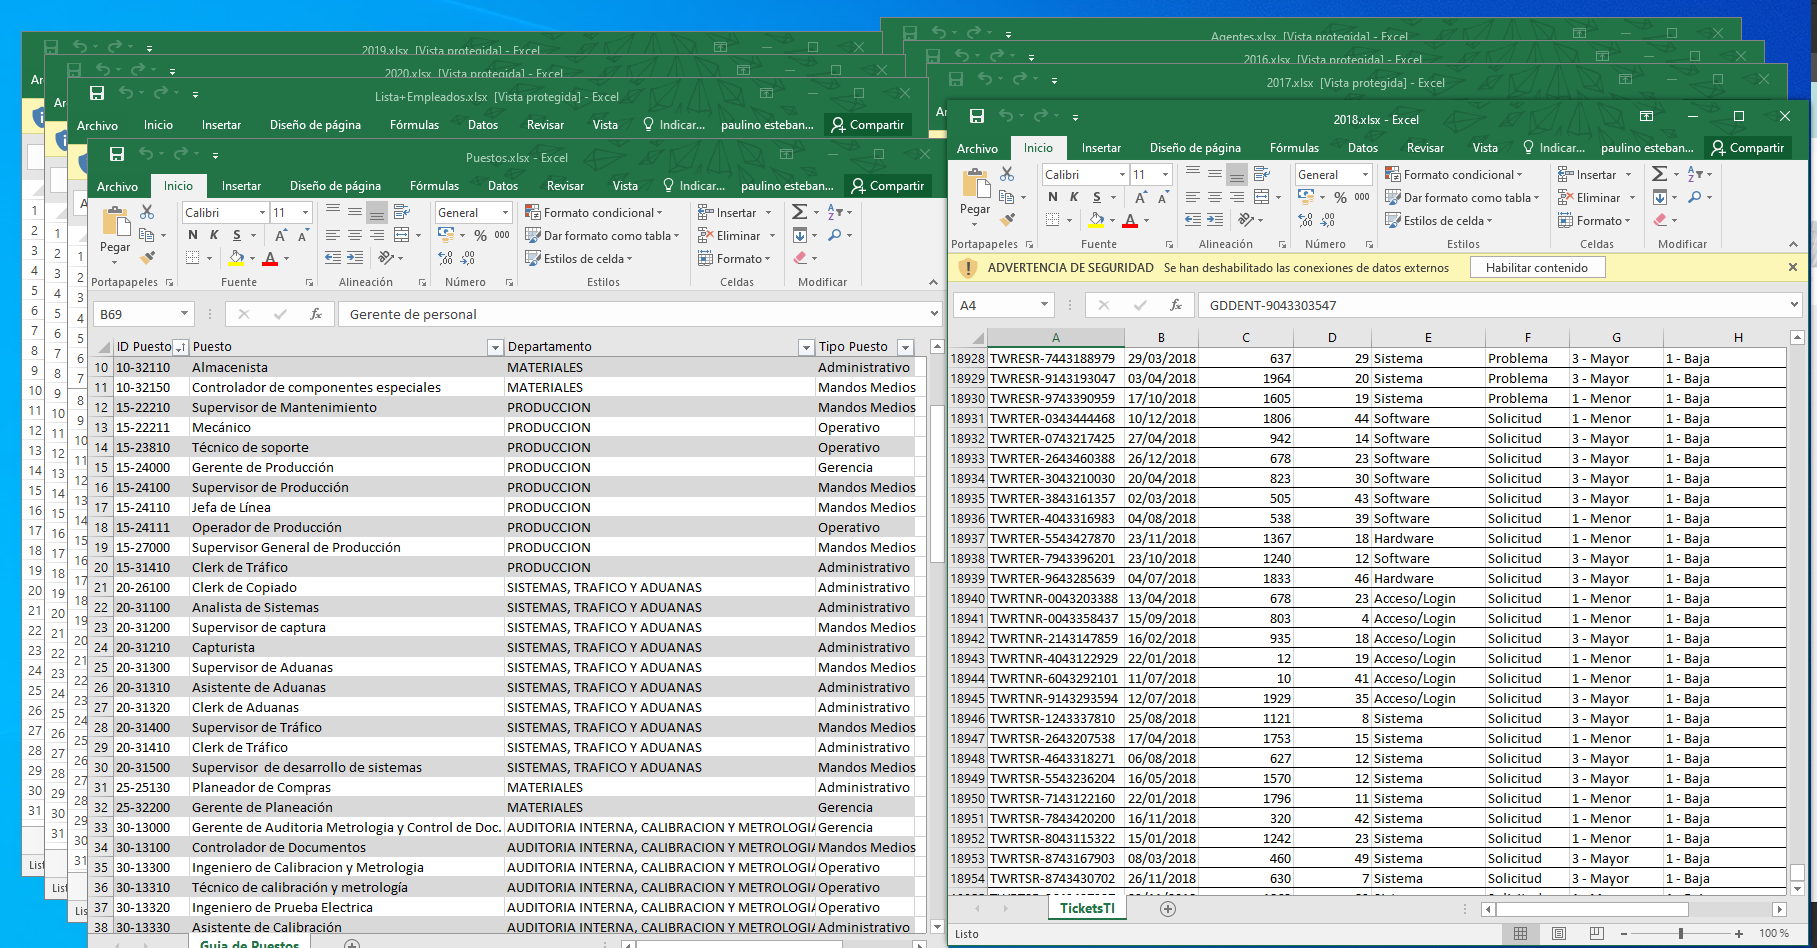 2019.xlsx  [Vista protegida] - Excel
2020.xlsx  [Vista protegida] - Excel
Lista+Empleados.xlsx  [Vista protegida] - Excel
Archivo Inicio Insertar Diseño de página Fórmulas Datos Revisar Vista Indicar... paulino esteban... Compartir
Puestos.xlsx - Excel
Archivo Inicio Insertar Diseño de página Fórmulas Datos Revisar Vista Indicar... paulino esteban... Compartir
Pegar Calibri 11 General Formato condicional Insertar
N K S % 000 Dar formato como tabla Eliminar
Estilos de celda Formato
Portapapeles Fuente Alineación Número Estilos Celdas Modificar
B69 fx Gerente de personal
ID Puesto Puesto Departamento Tipo Puesto
10 10-32110 Almacenista MATERIALES Administrativo
11 10-32150 Controlador de componentes especiales MATERIALES Mandos Medios
12 15-22210 Supervisor de Mantenimiento PRODUCCION Mandos Medios
13 15-22211 Mecánico PRODUCCION Operativo
14 15-23810 Técnico de soporte PRODUCCION Operativo
15 15-24000 Gerente de Producción PRODUCCION Gerencia
16 15-24100 Supervisor de Producción PRODUCCION Mandos Medios
17 15-24110 Jefa de Línea PRODUCCION Mandos Medios
18 15-24111 Operador de Producción PRODUCCION Operativo
19 15-27000 Supervisor General de Producción PRODUCCION Mandos Medios
20 15-31410 Clerk de Tráfico PRODUCCION Administrativo
21 20-26100 Clerk de Copiado SISTEMAS, TRAFICO Y ADUANAS Administrativo
22 20-31100 Analista de Sistemas SISTEMAS, TRAFICO Y ADUANAS Administrativo
23 20-31200 Supervisor de captura SISTEMAS, TRAFICO Y ADUANAS Mandos Medios
24 20-31210 Capturista SISTEMAS, TRAFICO Y ADUANAS Administrativo
25 20-31300 Supervisor de Aduanas SISTEMAS, TRAFICO Y ADUANAS Mandos Medios
26 20-31310 Asistente de Aduanas SISTEMAS, TRAFICO Y ADUANAS Administrativo
27 20-31320 Clerk de Aduanas SISTEMAS, TRAFICO Y ADUANAS Administrativo
28 20-31400 Supervisor de Tráfico SISTEMAS, TRAFICO Y ADUANAS Mandos Medios
29 20-31410 Clerk de Tráfico SISTEMAS, TRAFICO Y ADUANAS Administrativo
30 20-31500 Supervisor  de desarrollo de sistemas SISTEMAS, TRAFICO Y ADUANAS Mandos Medios
31 25-25130 Planeador de Compras MATERIALES Administrativo
32 25-32200 Gerente de Planeación MATERIALES Gerencia
33 30-13000 Gerente de Auditoria Metrologia y Control de Doc. AUDITORIA INTERNA, CALIBRACION Y METROLOGIA Gerencia
34 30-13100 Controlador de Documentos AUDITORIA INTERNA, CALIBRACION Y METROLOGIA Mandos Medios
35 30-13300 Ingeniero de Calibracion y Metrologia AUDITORIA INTERNA, CALIBRACION Y METROLOGIA Operativo
36 30-13310 Técnico de calibración y metrología AUDITORIA INTERNA, CALIBRACION Y METROLOGIA Operativo
37 30-13320 Ingeniero de Prueba Electrica AUDITORIA INTERNA, CALIBRACION Y METROLOGIA Operativo
38 30-13330 Asistente de Calibración AUDITORIA INTERNA, CALIBRACION Y METROLOGIA Administrativo
Guia de Puestos
Agentes.xlsx  [Vista protegida] - Excel
2016.xlsx  [Vista protegida] - Excel
2017.xlsx  [Vista protegida] - Excel
2018.xlsx - Excel
Archivo Inicio Insertar Diseño de página Fórmulas Datos Revisar Vista Indicar... paulino esteban... Compartir
Pegar Calibri 11 General Formato condicional Insertar
N K S % 000 Dar formato como tabla Eliminar
Estilos de celda Formato
Portapapeles Fuente Alineación Número Estilos Celdas Modificar
ADVERTENCIA DE SEGURIDAD Se han deshabilitado las conexiones de datos externos Habilitar contenido
A4 fx GDDENT-9043303547
A B C D E F G H
18928 TWRESR-7443188979 29/03/2018 637 29 Sistema Problema 3 - Mayor 1 - Baja
18929 TWRESR-9143193047 03/04/2018 1964 20 Sistema Problema 3 - Mayor 1 - Baja
18930 TWRESR-9743390959 17/10/2018 1605 19 Sistema Problema 1 - Menor 1 - Baja
18931 TWRTER-0343444468 10/12/2018 1806 44 Software Solicitud 1 - Menor 1 - Baja
18932 TWRTER-0743217425 27/04/2018 942 14 Software Solicitud 3 - Mayor 1 - Baja
18933 TWRTER-2643460388 26/12/2018 678 23 Software Solicitud 3 - Mayor 1 - Baja
18934 TWRTER-3043210030 20/04/2018 823 30 Software Solicitud 3 - Mayor 1 - Baja
18935 TWRTER-3843161357 02/03/2018 505 43 Software Solicitud 3 - Mayor 1 - Baja
18936 TWRTER-4043316983 04/08/2018 538 39 Software Solicitud 1 - Menor 1 - Baja
18937 TWRTER-5543427870 23/11/2018 1367 18 Hardware Solicitud 1 - Menor 1 - Baja
18938 TWRTER-7943396201 23/10/2018 1240 12 Software Solicitud 3 - Mayor 1 - Baja
18939 TWRTER-9643285639 04/07/2018 1833 46 Hardware Solicitud 3 - Mayor 1 - Baja
18940 TWRTNR-0043203388 13/04/2018 678 23 Acceso/Login Solicitud 1 - Menor 1 - Baja
18941 TWRTNR-0043358437 15/09/2018 803 4 Acceso/Login Solicitud 1 - Menor 1 - Baja
18942 TWRTNR-2143147859 16/02/2018 935 18 Acceso/Login Solicitud 3 - Mayor 1 - Baja
18943 TWRTNR-4043122929 22/01/2018 12 19 Acceso/Login Solicitud 1 - Menor 1 - Baja
18944 TWRTNR-6043292101 11/07/2018 10 41 Acceso/Login Solicitud 1 - Menor 1 - Baja
18945 TWRTNR-9143293594 12/07/2018 1929 35 Acceso/Login Solicitud 3 - Mayor 1 - Baja
18946 TWRTSR-1243337810 25/08/2018 1121 8 Sistema Solicitud 3 - Mayor 1 - Baja
18947 TWRTSR-2643207538 17/04/2018 1753 15 Sistema Solicitud 1 - Menor 1 - Baja
18948 TWRTSR-4643318271 06/08/2018 627 12 Sistema Solicitud 3 - Mayor 1 - Baja
18949 TWRTSR-5543236204 16/05/2018 1570 12 Sistema Solicitud 3 - Mayor 1 - Baja
18950 TWRTSR-7143122160 22/01/2018 1796 11 Sistema Solicitud 1 - Menor 1 - Baja
18951 TWRTSR-7843420200 16/11/2018 320 42 Sistema Solicitud 1 - Menor 1 - Baja
18952 TWRTSR-8043115322 15/01/2018 1242 23 Sistema Solicitud 1 - Menor 1 - Baja
18953 TWRTSR-8743167903 08/03/2018 460 49 Sistema Solicitud 3 - Mayor 1 - Baja
18954 TWRTSR-8743430702 26/11/2018 630 7 Sistema Solicitud 3 - Mayor 1 - Baja
TicketsTI
Listo 100 %